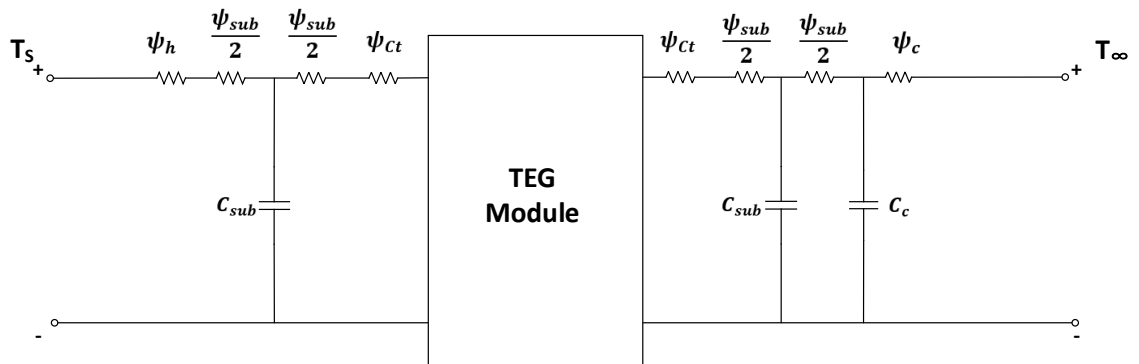 T_S
+
ψ_h
ψ_sub/2
ψ_sub/2
ψ_Ct
TEG
Module
ψ_Ct
ψ_sub/2
ψ_sub/2
ψ_c
+
T_∞
C_sub
C_sub
C_c
-
-